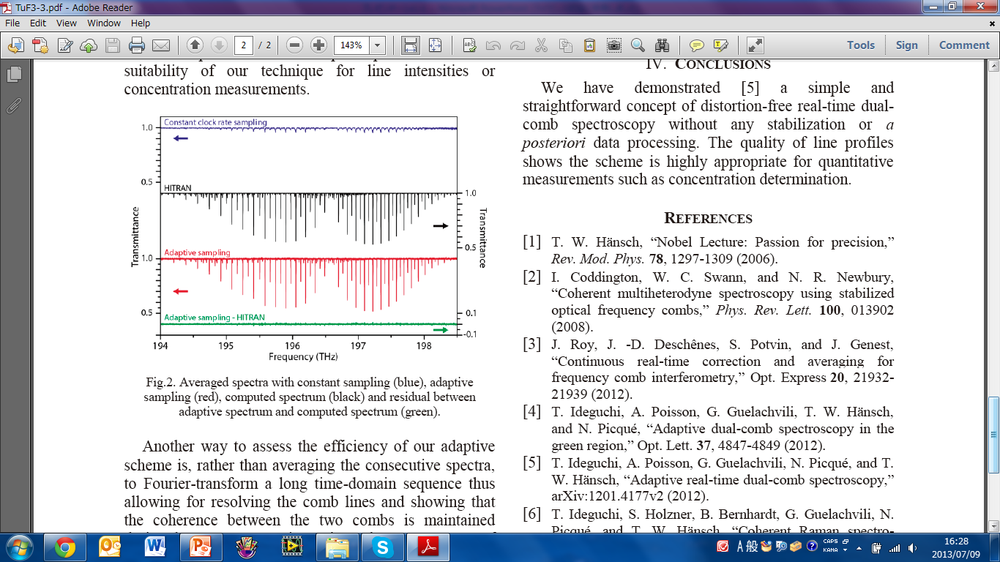 TuF3-3.pdf - Adobe Reader
File Edit View Window Help
2 / 2 143% Tools Sign Comment
suitability of our technique for line intensities or
concentration measurements.
Constant clock rate sampling
1.0
0.5
HITRAN
1.0
Transmittance
Transmittance
0.5
Adaptive sampling
1.0
0.5
0.1
Adaptive sampling - HITRAN
-0.1
194 195 196 197 198
Frequency (THz)
Fig.2. Averaged spectra with constant sampling (blue), adaptive
sampling (red), computed spectrum (black) and residual between
adaptive spectrum and computed spectrum (green).
Another way to assess the efficiency of our adaptive
scheme is, rather than averaging the consecutive spectra,
to Fourier-transform a long time-domain sequence thus
allowing for resolving the comb lines and showing that
the coherence between the two combs is maintained
IV. CONCLUSIONS
We have demonstrated [5] a simple and
straightforward concept of distortion-free real-time dual-
comb spectroscopy without any stabilization or a
posteriori data processing. The quality of line profiles
shows the scheme is highly appropriate for quantitative
measurements such as concentration determination.
REFERENCES
[1] T. W. Hänsch, “Nobel Lecture: Passion for precision,”
Rev. Mod. Phys. 78, 1297-1309 (2006).
[2] I. Coddington, W. C. Swann, and N. R. Newbury,
“Coherent multiheterodyne spectroscopy using stabilized
optical frequency combs,” Phys. Rev. Lett. 100, 013902
(2008).
[3] J. Roy, J. -D. Deschênes, S. Potvin, and J. Genest,
“Continuous real-time correction and averaging for
frequency comb interferometry,” Opt. Express 20, 21932-
21939 (2012).
[4] T. Ideguchi, A. Poisson, G. Guelachvili, T. W. Hänsch,
and N. Picqué, “Adaptive dual-comb spectroscopy in the
green region,” Opt. Lett. 37, 4847-4849 (2012).
[5] T. Ideguchi, A. Poisson, G. Guelachvili, N. Picqué, and T.
W. Hänsch, “Adaptive real-time dual-comb spectroscopy,”
arXiv:1201.4177v2 (2012).
[6] T. Ideguchi, S. Holzner, B. Bernhardt, G. Guelachvili, N.
Picqué, and T. W. Hänsch, “Coherent Raman spectro-
A 般 CAPS KANA
16:28
2013/07/09